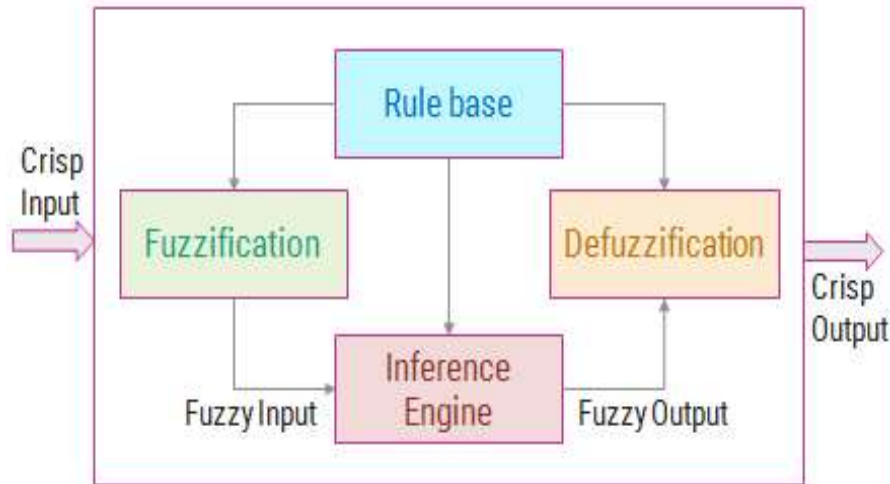 Rule base
Crisp
Input
Fuzzification
Defuzzification
Crisp
Output
Inference
Engine
Fuzzy Input
Fuzzy Output